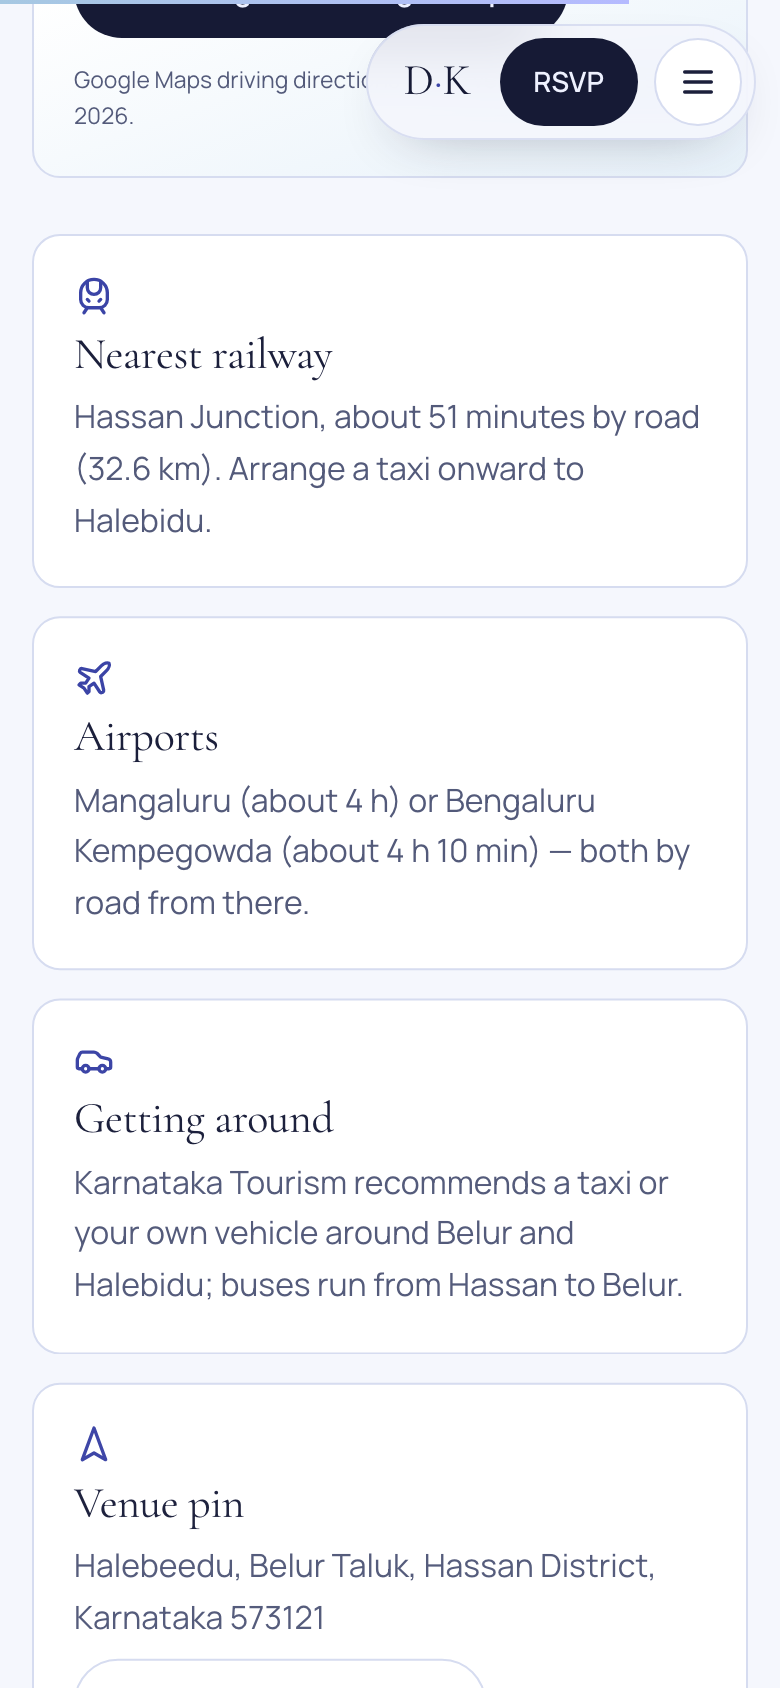 Google Maps driving
2026.
D·K
RSVP
Nearest railway
Hassan Junction, about 51 minutes by road
(32.6 km). Arrange a taxi onward to
Halebidu.
Airports
Mangaluru (about 4 h) or Bengaluru
Kempegowda (about 4 h 10 min) — both by
road from there.
Getting around
Karnataka Tourism recommends a taxi or
your own vehicle around Belur and
Halebidu; buses run from Hassan to Belur.
Venue pin
Halebeedu, Belur Taluk, Hassan District,
Karnataka 573121